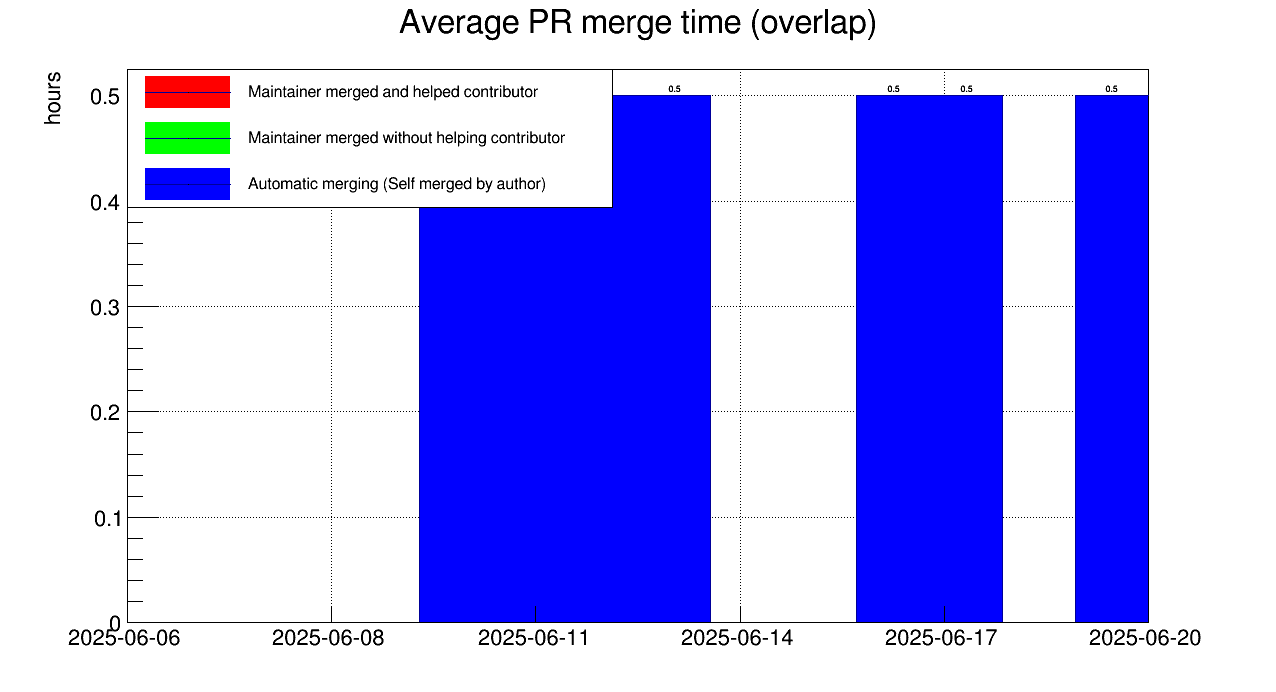 Average PR merge time (overlap)
hours
Maintainer merged and helped contributor
Maintainer merged without helping contributor
Automatic merging (Self merged by author)
0.5 0.5 0.5 0.5
0.5
0.4
0.3
0.2
0.1
0
2025-06-06 2025-06-08 2025-06-11 2025-06-14 2025-06-17 2025-06-20